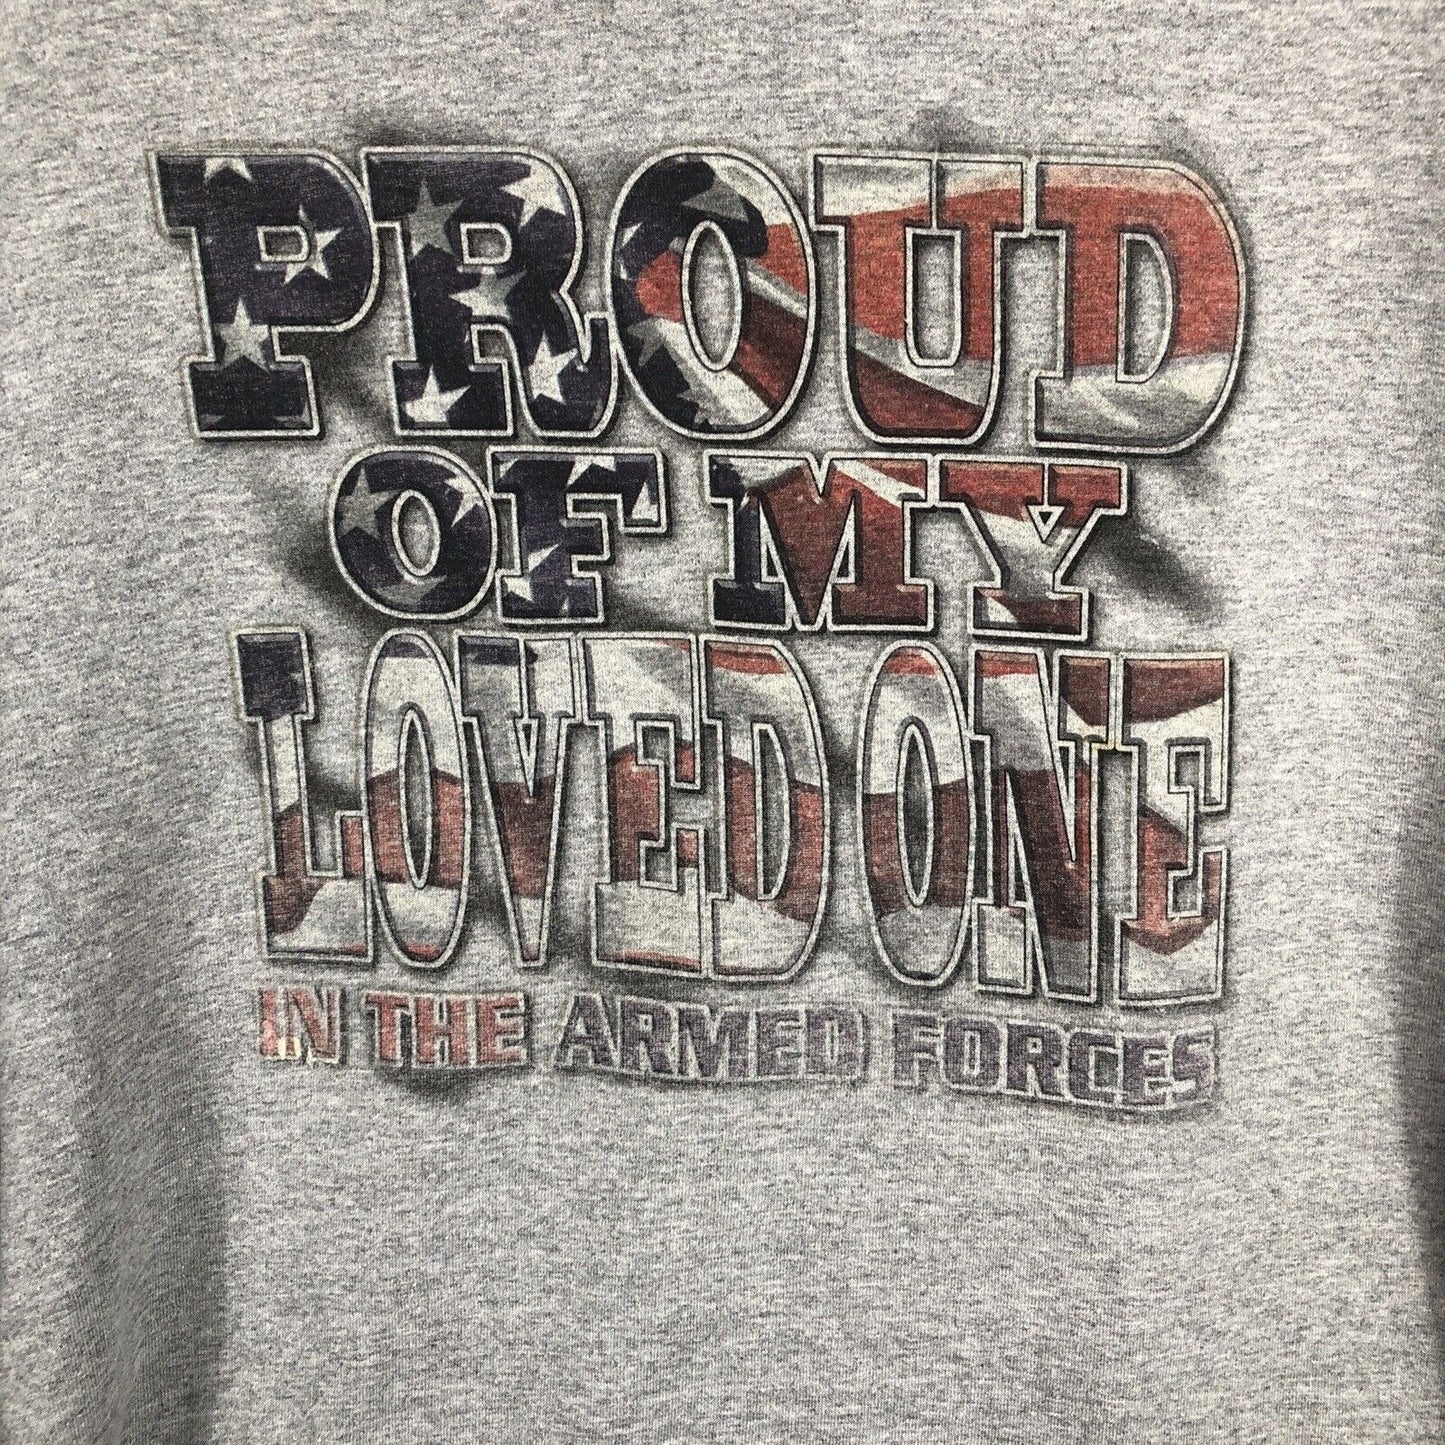 PROUD
OF MY
LOVED ONE
IN THE ARMED FORCES